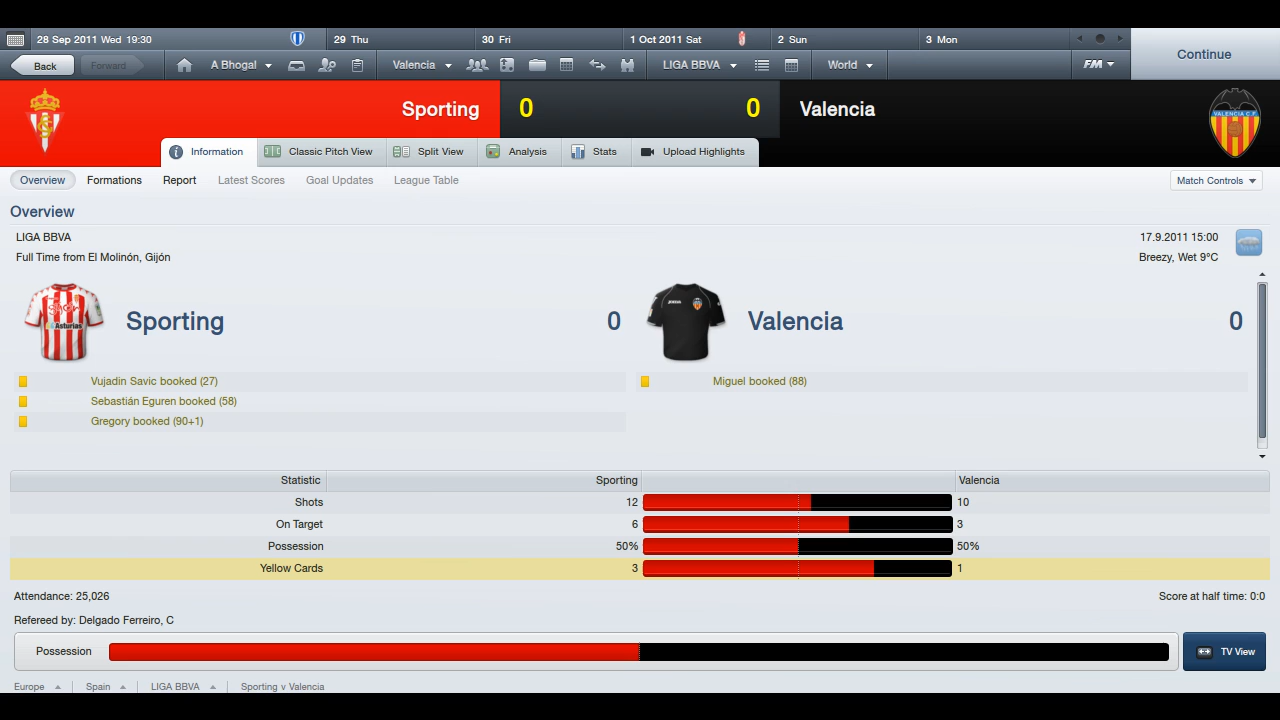 28 Sep 2011 Wed 19:30 29 Thu 30 Fri 1 Oct 2011 Sat 2 Sun 3 Mon
Continue
Back Forward A Bhogal Valencia LIGA BBVA World FM
Sporting 0 0 Valencia
VALENCIA C.F
Information Classic Pitch View Split View Analysis Stats Upload Highlights
Overview Formations Report Latest Scores Goal Updates League Table Match Controls
Overview
LIGA BBVA 17.9.2011 15:00
Full Time from El Molinón, Gijón Breezy, Wet 9°C
Asturias
Sporting 0 Valencia 0
Vujadin Savic booked (27) Miguel booked (88)
Sebastián Eguren booked (58)
Gregory booked (90+1)
Statistic Sporting Valencia
Shots 12 10
On Target 6 3
Possession 50% 50%
Yellow Cards 3 1
Attendance: 25,026 Score at half time: 0:0
Refereed by: Delgado Ferreiro, C
Possession TV View
Europe Spain LIGA BBVA Sporting v Valencia